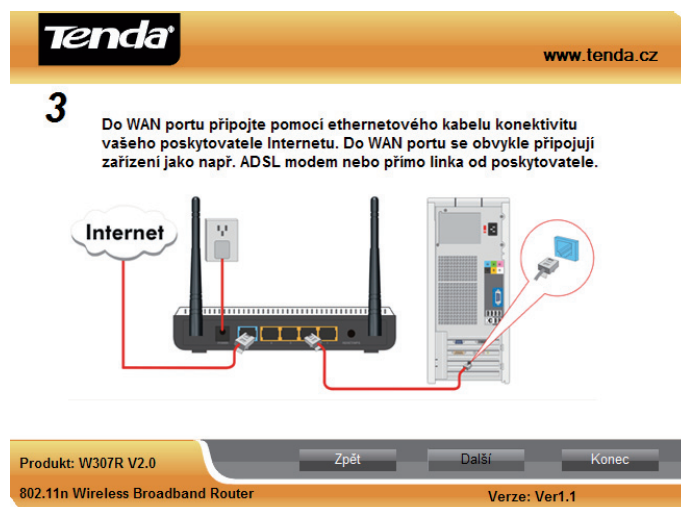 Tenda
www.tenda.cz
3
Do WAN portu připojte pomocí ethernetového kabelu konektivitu
vašeho poskytovatele Internetu. Do WAN portu se obvykle připojují
zařízení jako např. ADSL modem nebo přímo linka od poskytovatele.
Internet
Produkt: W307R V2.0
Zpět
Další
Konec
802.11n Wireless Broadband Router
Verze: Ver1.1